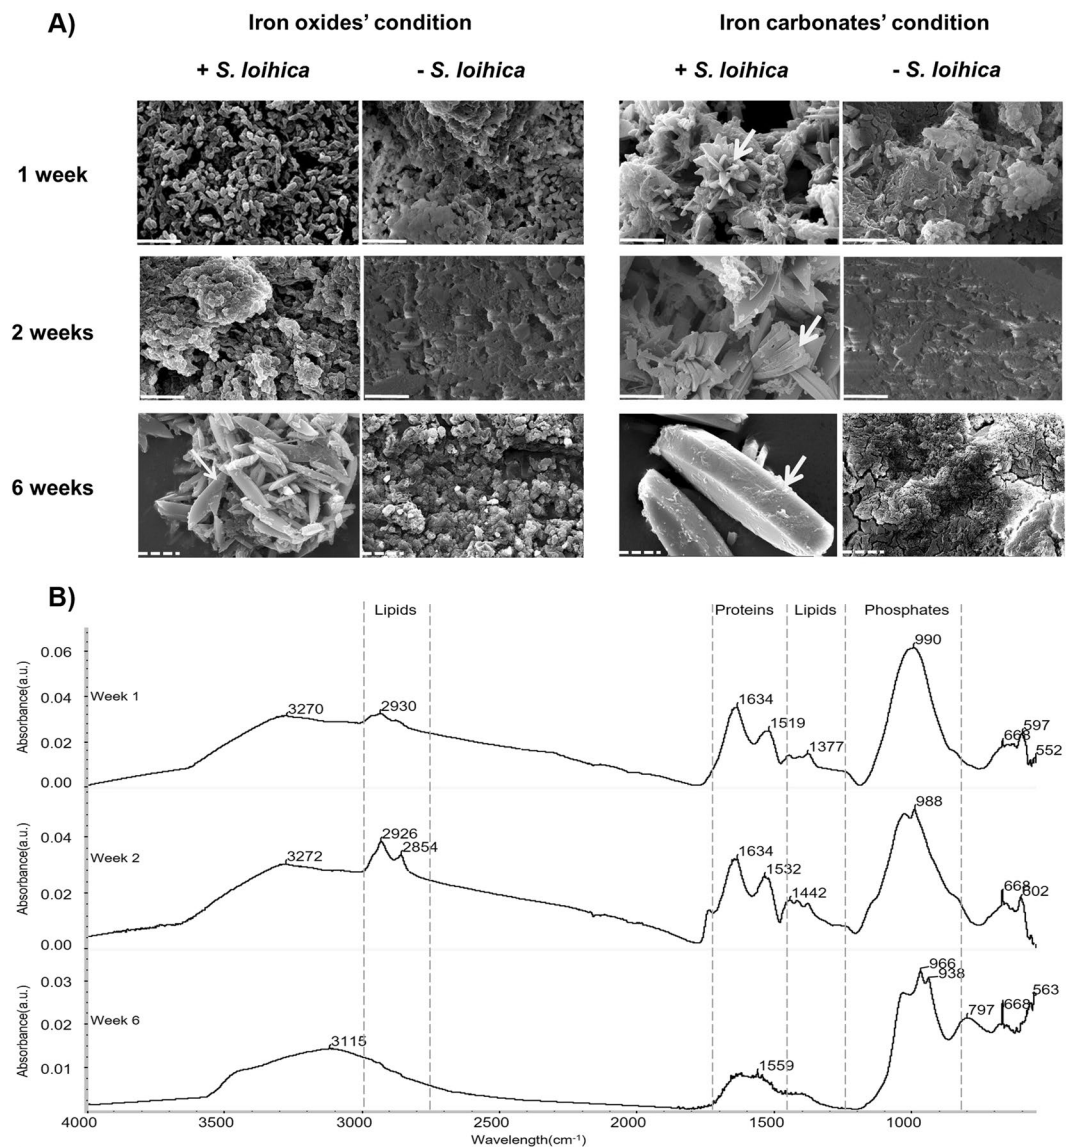 A)
Iron oxides' condition
Iron carbonates' condition
+ S. loihica
- S. loihica
+ S. loihica
- S. loihica
1 week
2 weeks
6 weeks
B)
Lipids
Proteins
Lipids
Phosphates
Absorbance(a.u.)
0.06
0.04
0.02
0.00
Week 1
3270
2930
1634
1519
1377
990
668
597
552
Absorbance(a.u.)
0.04
0.02
0.00
Week 2
3272
2926
2854
1634
1532
1442
988
668
602
Absorbance(a.u.)
0.03
0.02
0.01
Week 6
3115
1559
966
938
797
668
563
4000
3500
3000
2500
2000
1500
1000
Wavelength(cm-1)